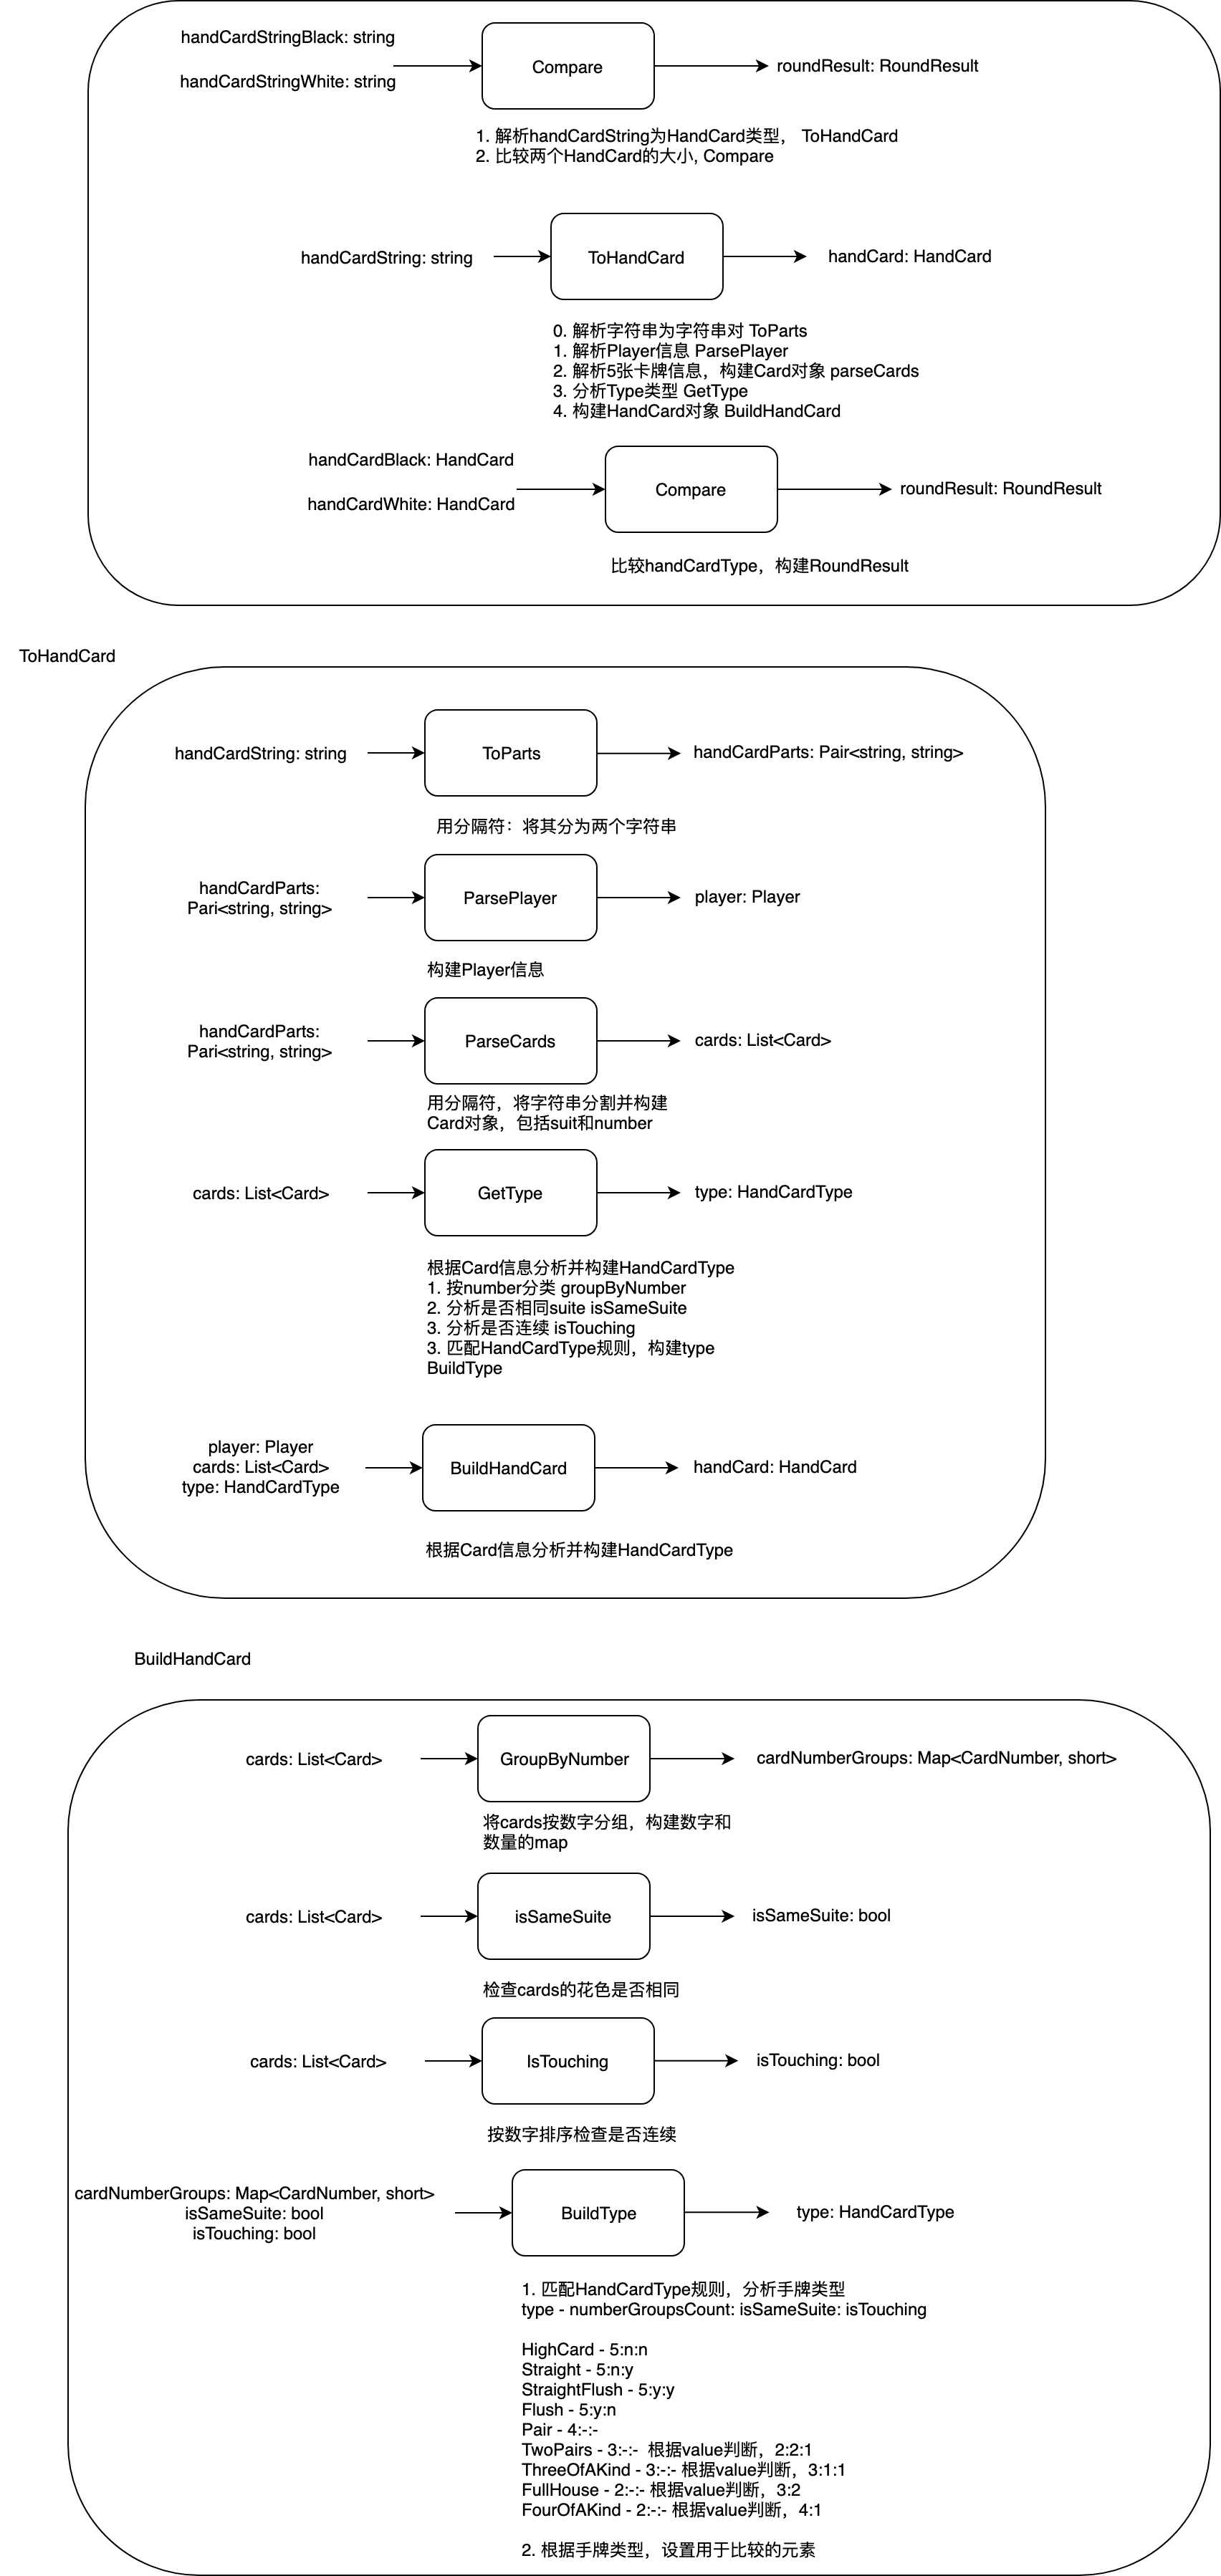 handCardStringBlack: string
handCardStringWhite: string
Compare
roundResult: RoundResult
1. 解析handCardString为HandCard类型， ToHandCard
2. 比较两个HandCard的大小, Compare
handCardString: string
ToHandCard
handCard: HandCard
0. 解析字符串为字符串对 ToParts
1. 解析Player信息 ParsePlayer
2. 解析5张卡牌信息，构建Card对象 parseCards
3. 分析Type类型 GetType
4. 构建HandCard对象 BuildHandCard
handCardBlack: HandCard
handCardWhite: HandCard
Compare
roundResult: RoundResult
比较handCardType，构建RoundResult
ToHandCard
handCardString: string
ToParts
handCardParts: Pair<string, string>
用分隔符：将其分为两个字符串
handCardParts:
Pari<string, string>
ParsePlayer
player: Player
构建Player信息
handCardParts:
Pari<string, string>
ParseCards
cards: List<Card>
用分隔符，将字符串分割并构建
Card对象，包括suit和number
cards: List<Card>
GetType
type: HandCardType
根据Card信息分析并构建HandCardType
1. 按number分类 groupByNumber
2. 分析是否相同suite isSameSuite
3. 分析是否连续 isTouching
3. 匹配HandCardType规则，构建type
BuildType
player: Player
cards: List<Card>
type: HandCardType
BuildHandCard
handCard: HandCard
根据Card信息分析并构建HandCardType
BuildHandCard
cards: List<Card>
GroupByNumber
cardNumberGroups: Map<CardNumber, short>
将cards按数字分组，构建数字和
数量的map
cards: List<Card>
isSameSuite
isSameSuite: bool
检查cards的花色是否相同
cards: List<Card>
IsTouching
isTouching: bool
按数字排序检查是否连续
cardNumberGroups: Map<CardNumber, short>
isSameSuite: bool
isTouching: bool
BuildType
type: HandCardType
1. 匹配HandCardType规则，分析手牌类型
type - numberGroupsCount: isSameSuite: isTouching
HighCard - 5:n:n
Straight - 5:n:y
StraightFlush - 5:y:y
Flush - 5:y:n
Pair - 4:-:-
TwoPairs - 3:-:- 根据value判断，2:2:1
ThreeOfAKind - 3:-:- 根据value判断，3:1:1
FullHouse - 2:-:- 根据value判断，3:2
FourOfAKind - 2:-:- 根据value判断，4:1
2. 根据手牌类型，设置用于比较的元素